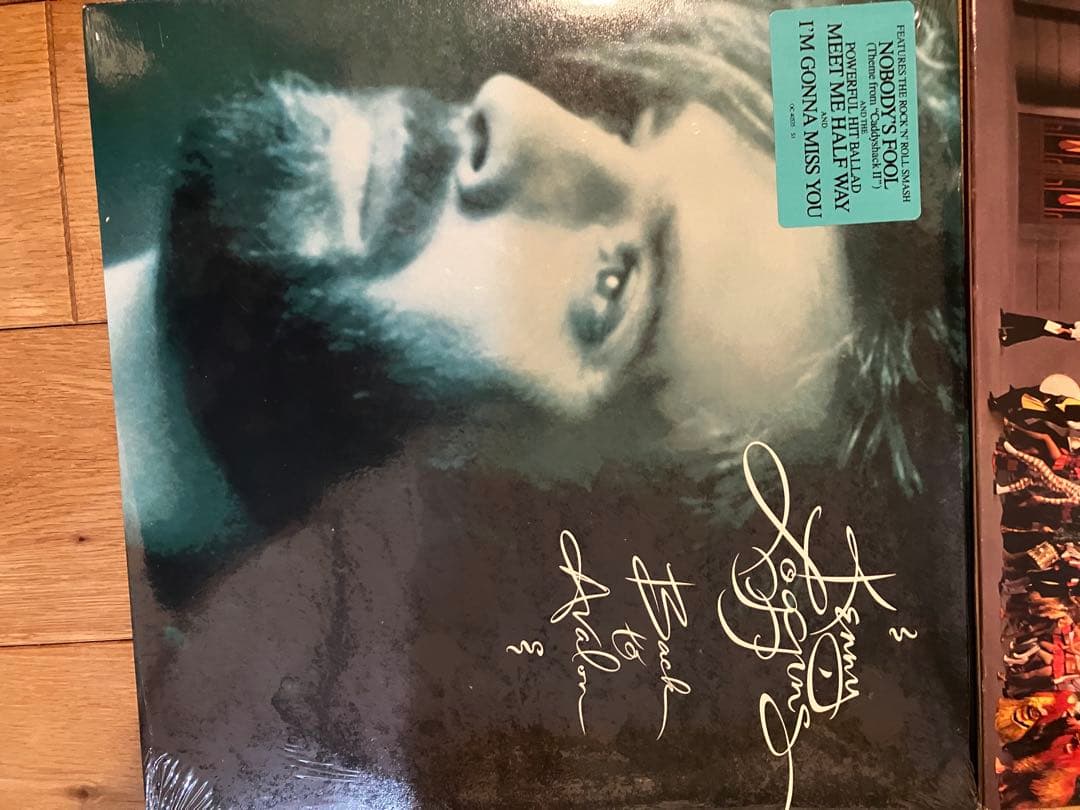 FEATURES THE ROCK 'N' ROLL SMASH
NOBODY'S FOOL
(Theme from "Caddyshack II")
AND THE
POWERFUL HIT BALLAD
MEET ME HALF WAY
AND
I'M GONNA MISS YOU
Kenny
Loggins
Back
to
Avalon